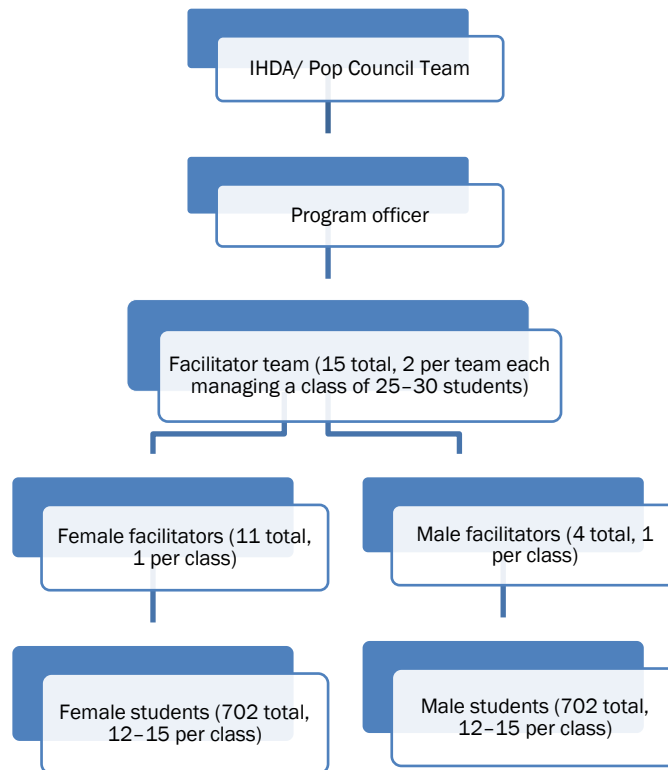 IHDA/ Pop Council Team
Program officer
Facilitator team (15 total, 2 per team each
managing a class of 25–30 students)
Female facilitators (11 total,
1 per class)
Male facilitators (4 total, 1
per class)
Female students (702 total,
12–15 per class)
Male students (702 total,
12–15 per class)